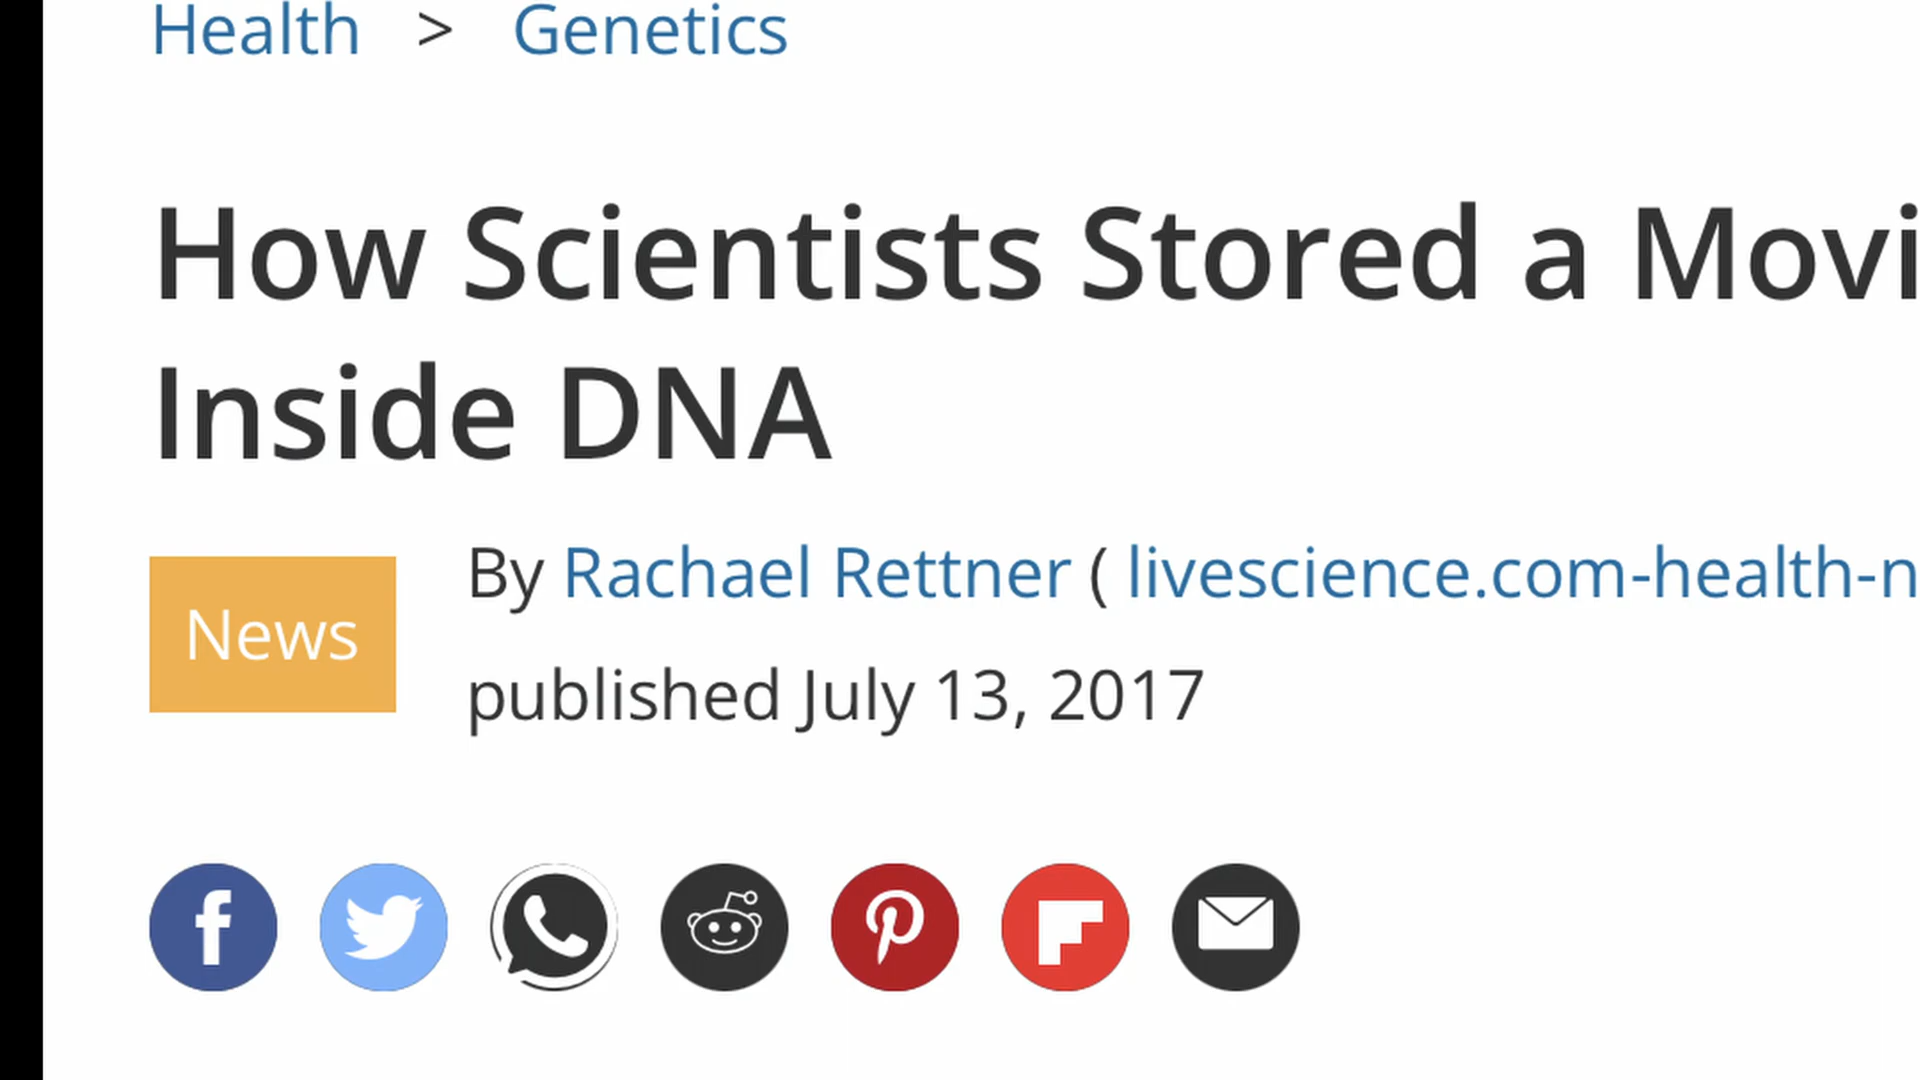 Health > Genetics
How Scientists Stored a Movi
Inside DNA
News
By Rachael Rettner ( livescience.com-health-n
published July 13, 2017